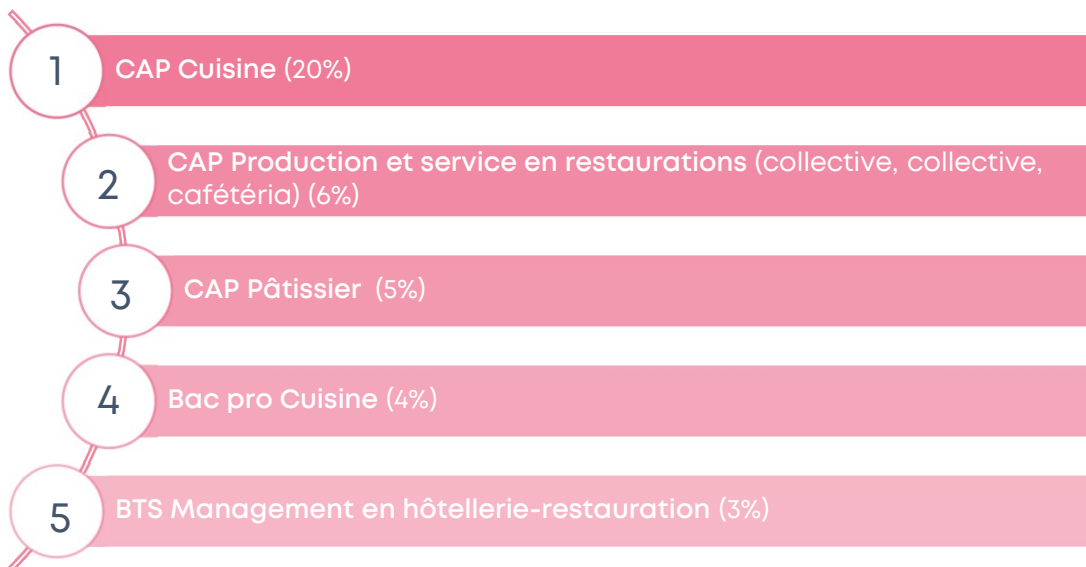 1
CAP Cuisine (20%)
2
CAP Production et service en restaurations (collective, collective,
cafétéria) (6%)
3
CAP Pâtissier (5%)
4
Bac pro Cuisine (4%)
5
BTS Management en hôtellerie-restauration (3%)